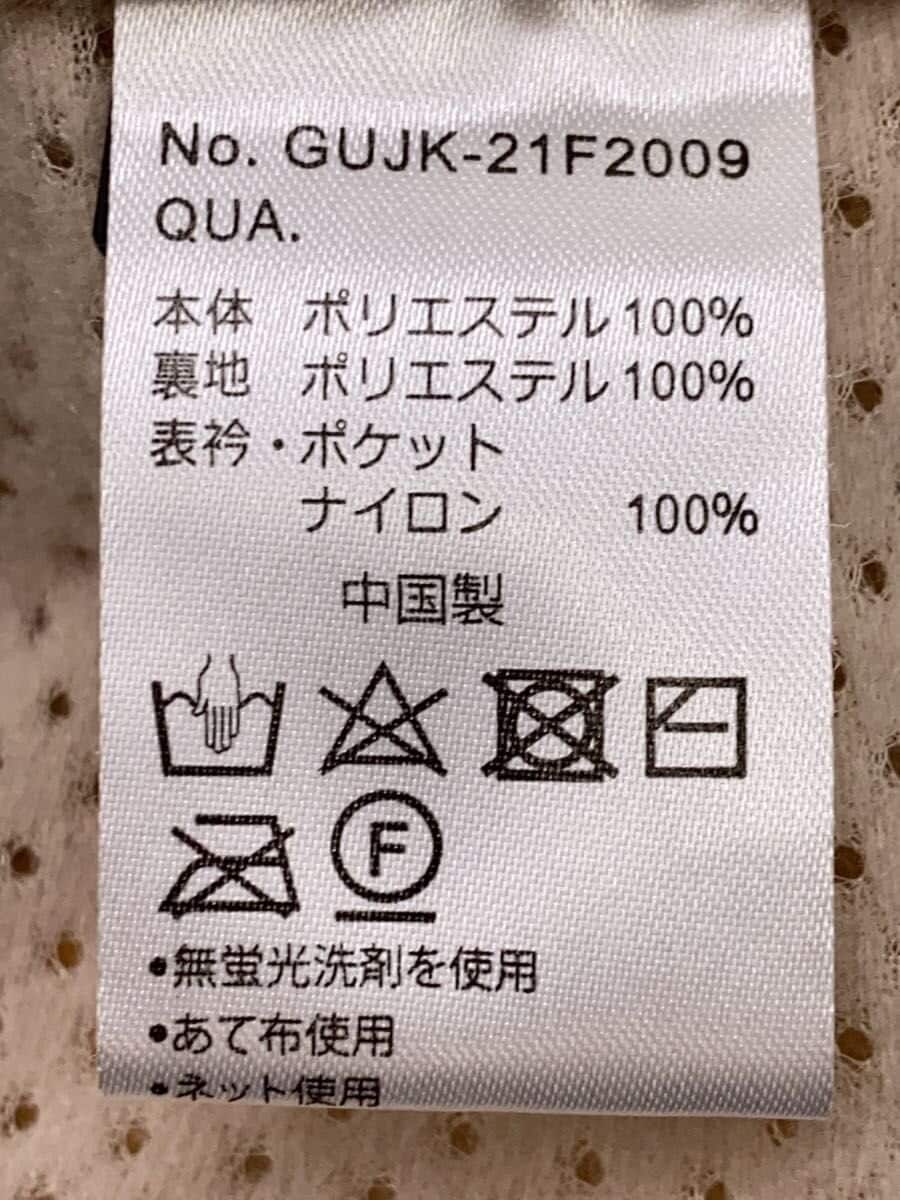 No. GUJK-21F2009
QUA.
本体 ポリエステル 100%
裏地 ポリエステル 100%
表衿・ポケット
ナイロン 100%
中国製
F
•無蛍光洗剤を使用
•あて布使用
•ネット使用